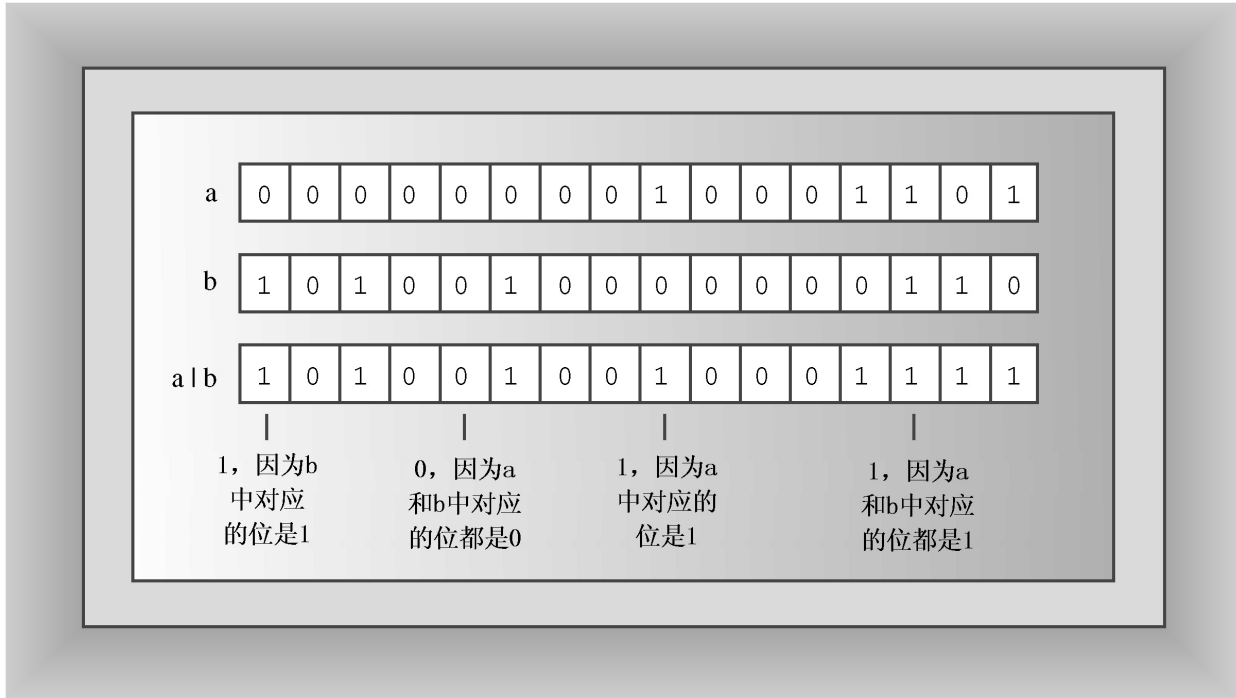 a 0 0 0 0 0 0 0 0 1 0 0 0 1 1 0 1
b 1 0 1 0 0 1 0 0 0 0 0 0 0 1 1 0
a|b 1 0 1 0 0 1 0 0 1 0 0 0 1 1 1 1
1，因为b
中对应
的位是1
0，因为a
和b中对应
的位都是0
1，因为a
中对应的
位是1
1，因为a
和b中对应
的位都是1